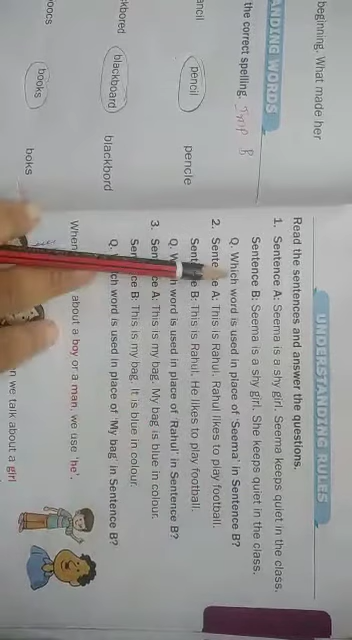 beginning. What made her
ANDING WORDS
the correct spelling.
ancil pencil pencle
ckbored blackboard blackbord
oocs books boks
UNDERSTANDING RULES
Read the sentences and answer the questions.
1. Sentence A: Seema is a shy girl. Seema keeps quiet in the class.
Sentence B: Seema is a shy girl. She keeps quiet in the class.
Q. Which word is used in place of 'Seema' in Sentence B?
2. Sente e A: This is Rahul. Rahul likes to play football.
Sent e B: This is Rahul. He likes to play football.
Q. W h word is used in place of 'Rahul' in Sentence B?
3. Sen e A: This is my bag. My bag is blue in colour.
Sen ce B: This is my bag. It is blue in colour.
Q. ch word is used in place of 'My bag' in Sentence B?
When about a boy or a man, we use 'he'.
n we talk about a girl